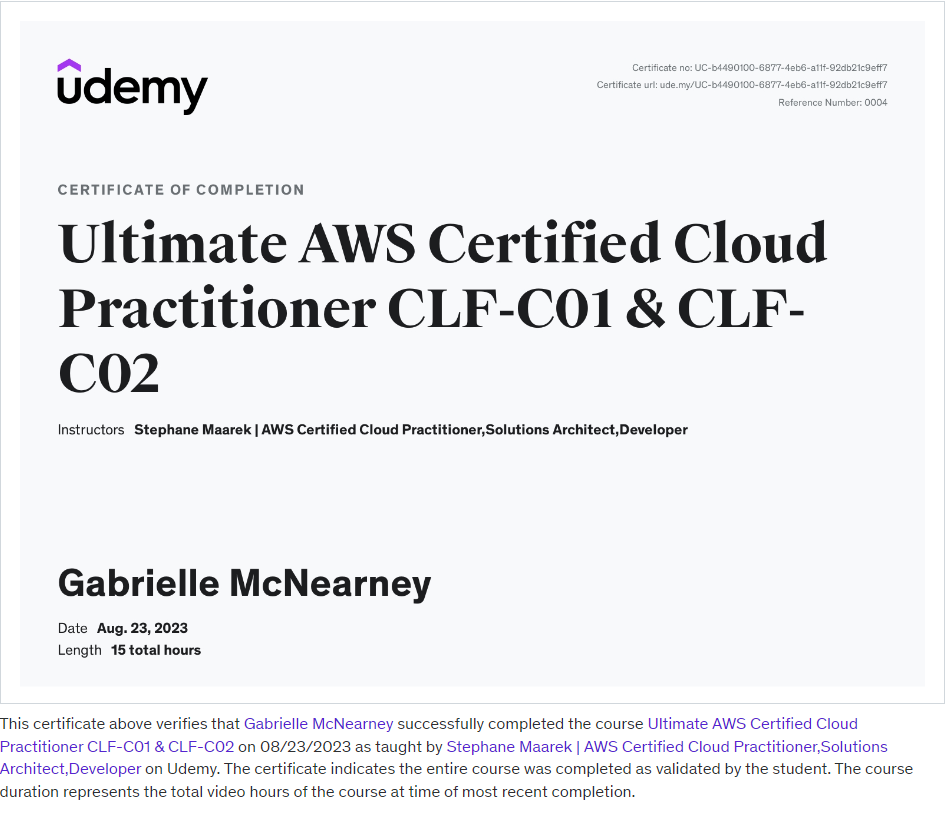 udemy
Certificate no: UC-b4490100-6877-4eb6-a11f-92db21c9eff7
Certificate url: ude.my/UC-b4490100-6877-4eb6-a11f-92db21c9eff7
Reference Number: 0004
CERTIFICATE OF COMPLETION
Ultimate AWS Certified Cloud
Practitioner CLF-C01 & CLF-
C02
Instructors Stephane Maarek | AWS Certified Cloud Practitioner,Solutions Architect,Developer
Gabrielle McNearney
Date Aug. 23, 2023
Length 15 total hours
This certificate above verifies that Gabrielle McNearney successfully completed the course Ultimate AWS Certified Cloud
Practitioner CLF-C01 & CLF-C02 on 08/23/2023 as taught by Stephane Maarek | AWS Certified Cloud Practitioner,Solutions
Architect,Developer on Udemy. The certificate indicates the entire course was completed as validated by the student. The course
duration represents the total video hours of the course at time of most recent completion.